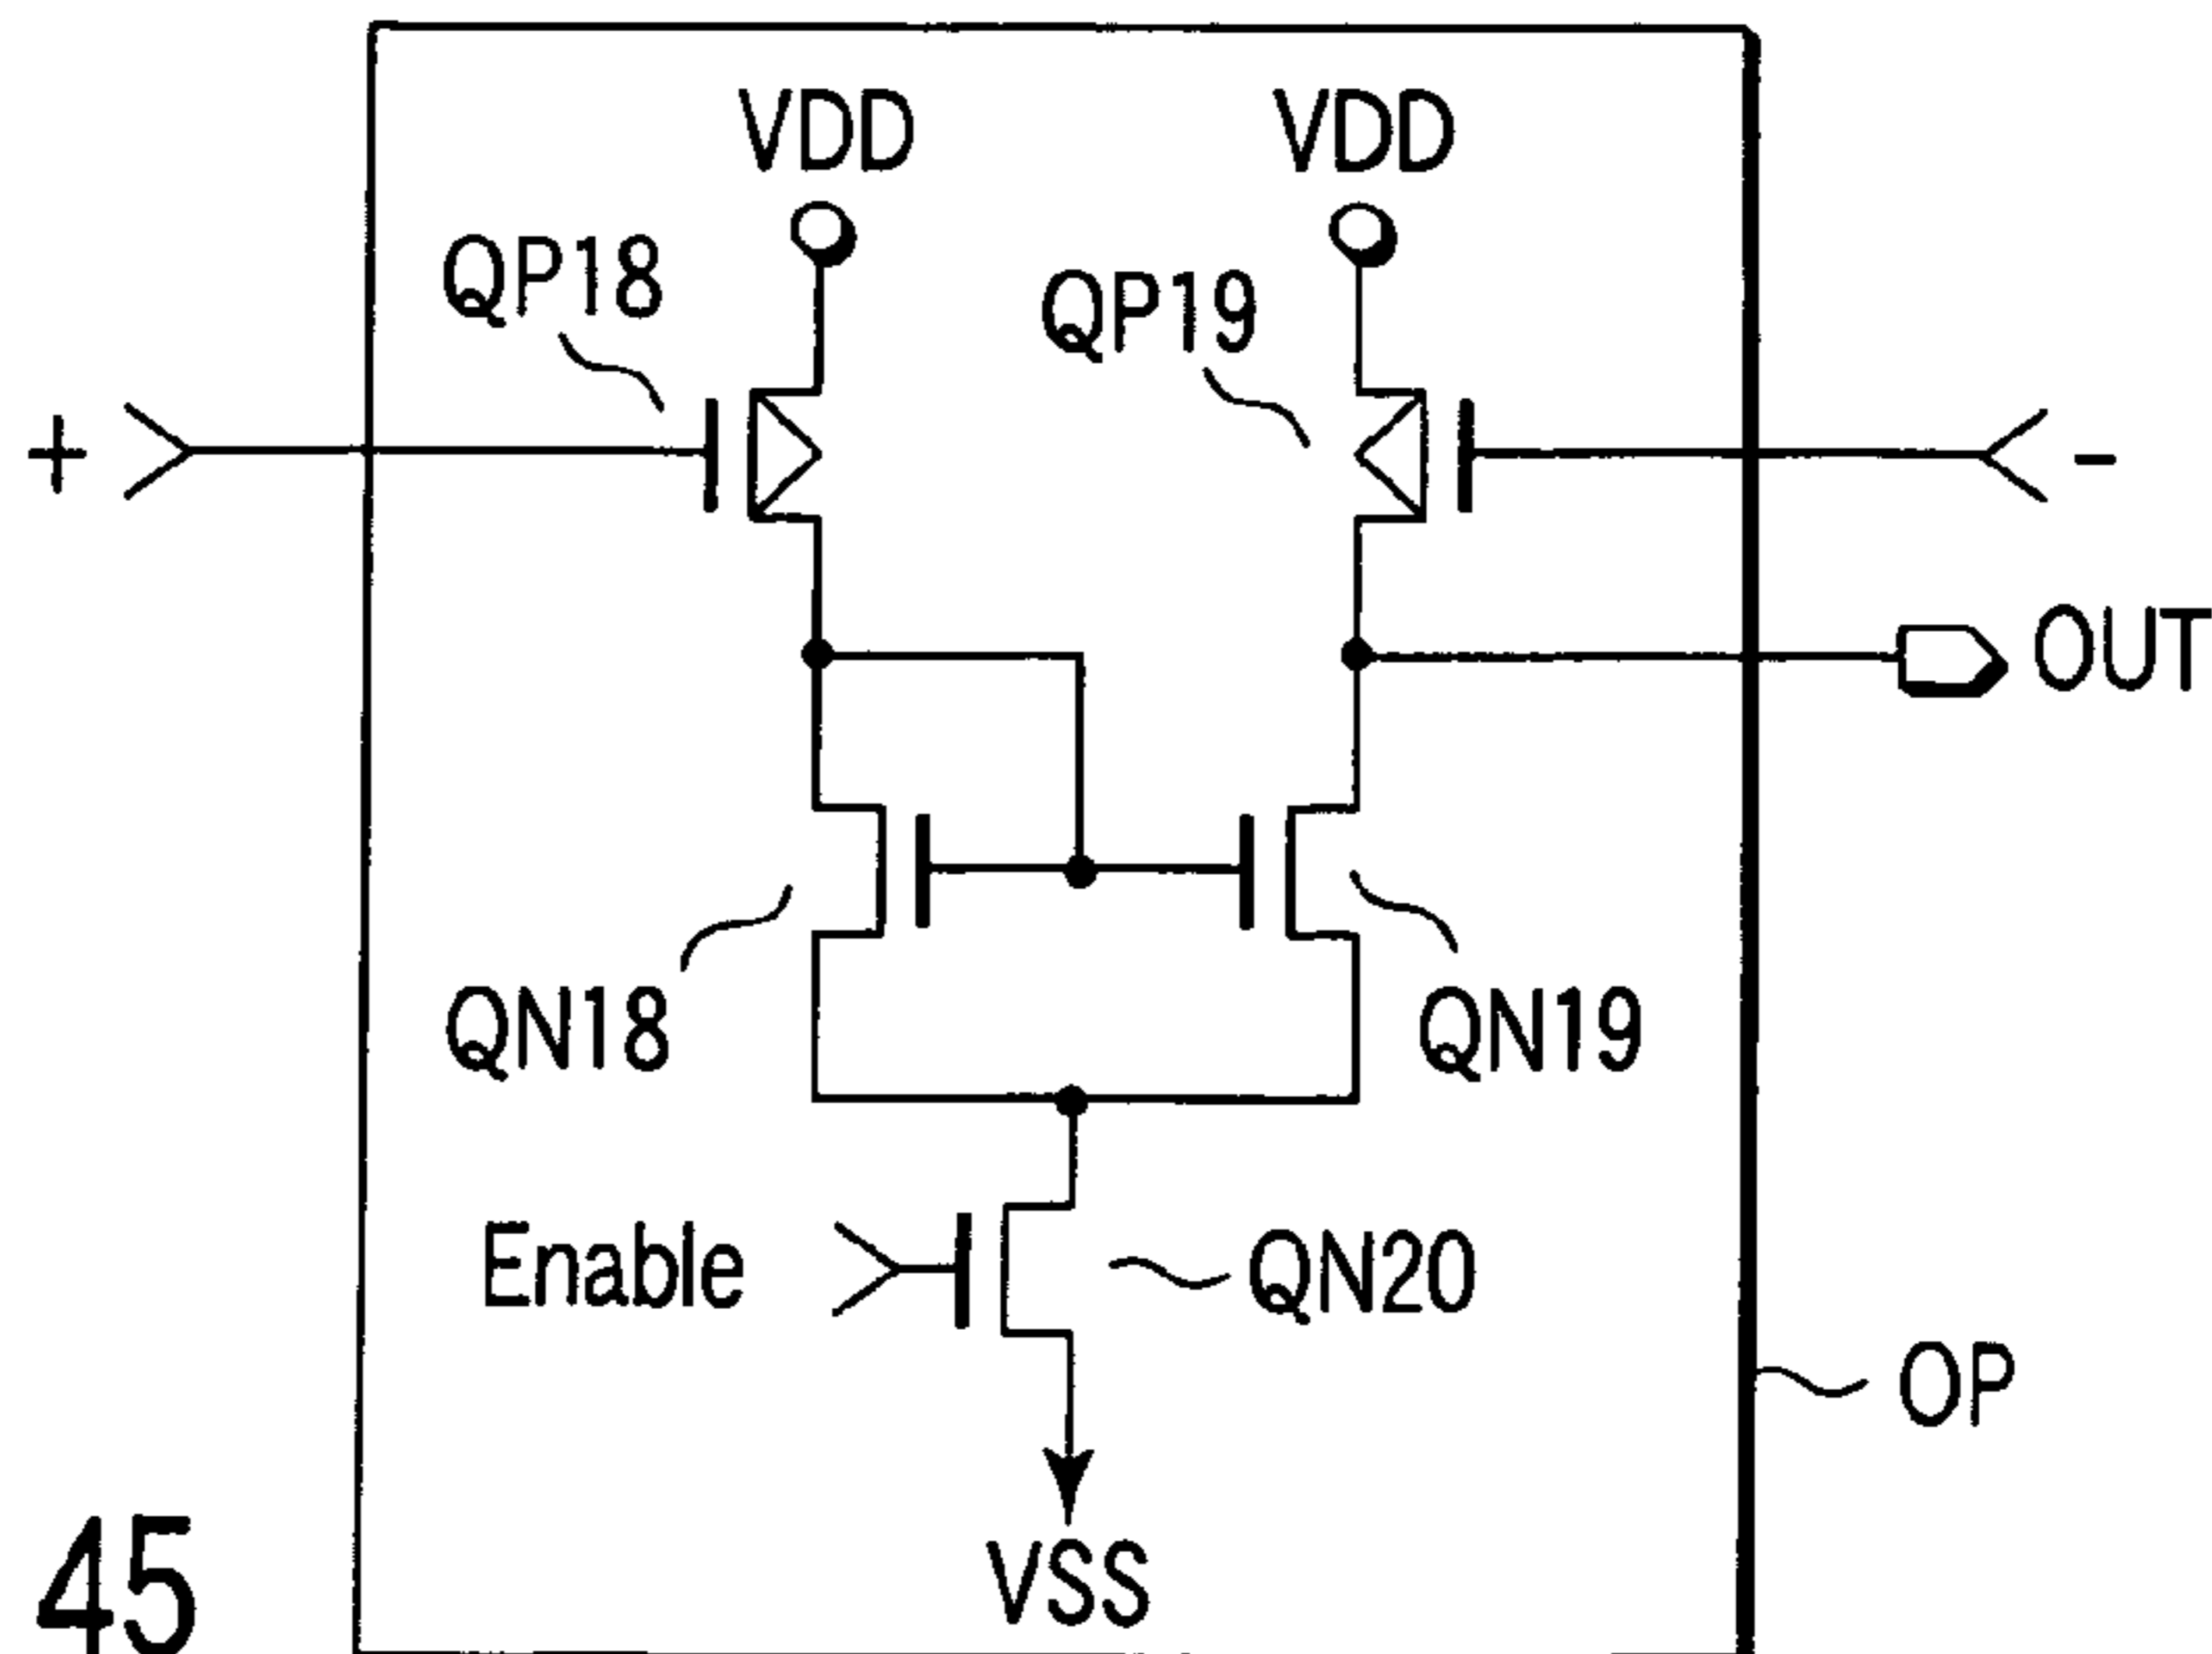 VDD VDD
QP18
QP19
+
-
OUT
QN18
QN19
Enable
QN20
OP
VSS
45